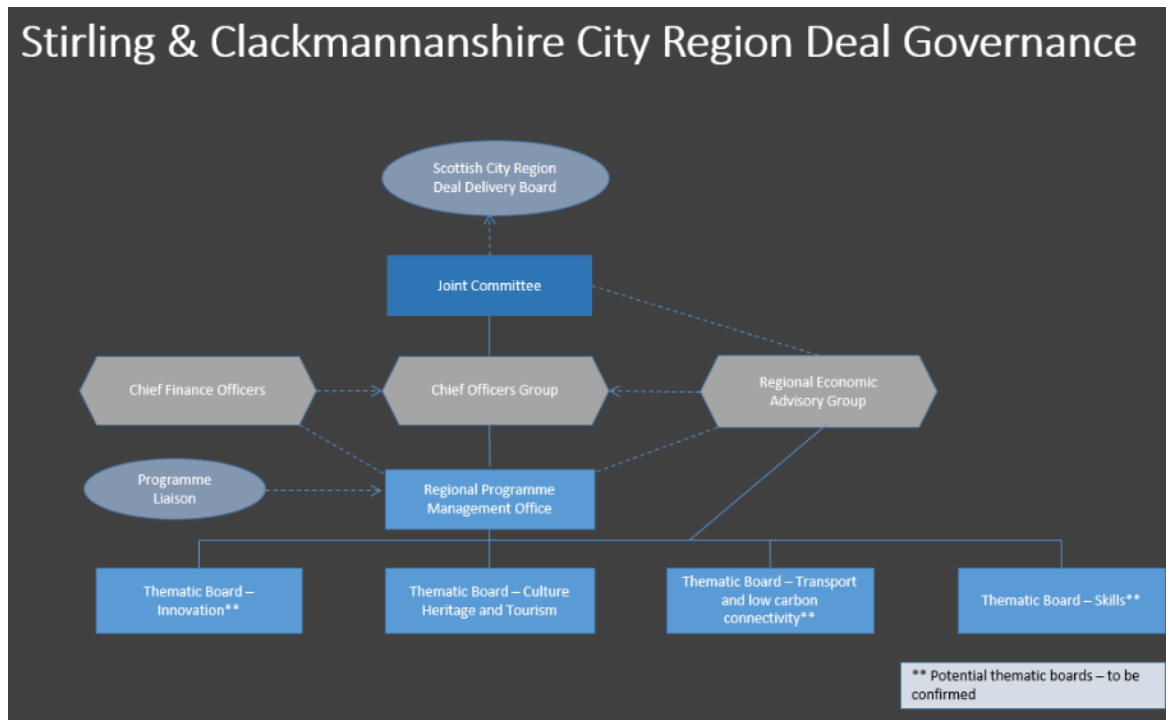 Stirling & Clackmannanshire City Region Deal Governance
Scottish City Region
Deal Delivery Board
Joint Committee
Chief Finance Officers
Chief Officers Group
Regional Economic
Advisory Group
Programme
Liaison
Regional Programme
Management Office
Thematic Board –
Innovation**
Thematic Board – Culture
Heritage and Tourism
Thematic Board – Transport
and low carbon
connectivity**
Thematic Board – Skills**
** Potential thematic boards – to be
confirmed